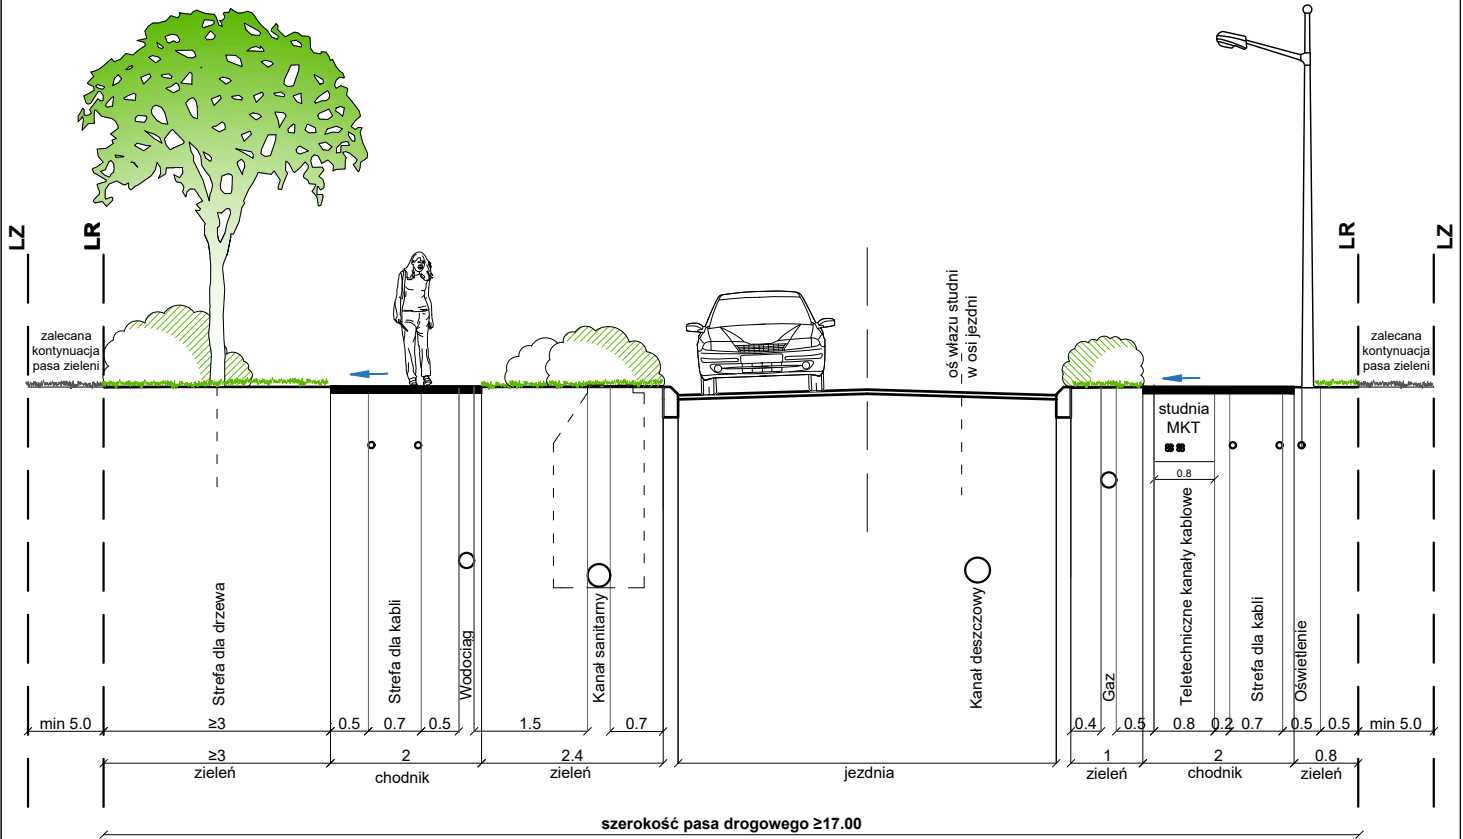 LZ
LR
LR
LZ
zalecana
kontynuacja
pasa zieleni
oś włazu studni
w osi jezdni
zalecana
kontynuacja
pasa zieleni
studnia
MKT
0.8
Strefa dla drzewa
Strefa dla kabli
Wodociąg
Kanał sanitarny
Kanał deszczowy
Gaz
Teletechniczne kanały kablowe
Strefa dla kabli
Oświetlenie
min 5.0
≥3
0.5
0.7
0.5
1.5
0.7
0.4
0.5
0.8
0.2
0.7
0.5
0.5
min 5.0
≥3
zieleń
2
chodnik
2.4
zieleń
jezdnia
1
zieleń
2
chodnik
0.8
zieleń
szerokość pasa drogowego ≥17.00